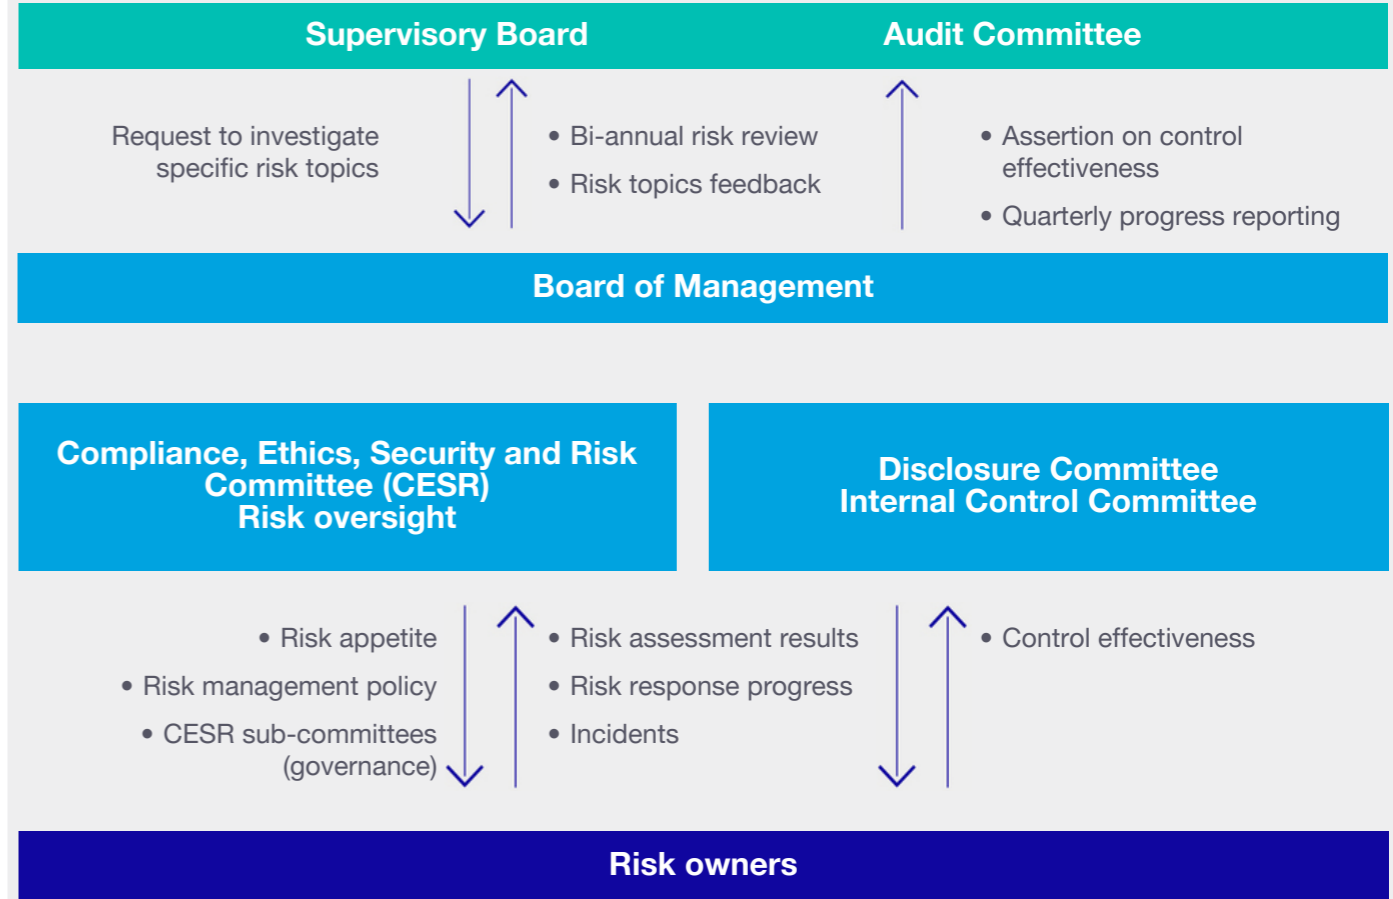 Supervisory Board
Audit Committee
Request to investigate
specific risk topics
• Bi-annual risk review
• Risk topics feedback
• Assertion on control
effectiveness
• Quarterly progress reporting
Board of Management
Compliance, Ethics, Security and Risk
Committee (CESR)
Risk oversight
Disclosure Committee
Internal Control Committee
• Risk appetite
• Risk management policy
• CESR sub-committees
(governance)
• Risk assessment results
• Risk response progress
• Incidents
• Control effectiveness
Risk owners